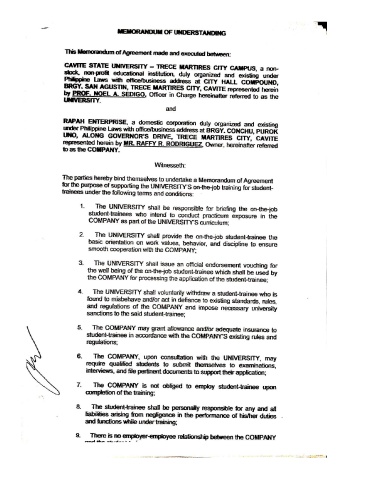 MEMORANDUM OF UNDERSTANDING
This Memorandum of Agreement made and executed between:
CAVITE STATE UNIVERSITY – TRECE MARTIRES CITY CAMPUS, a non-
stock, non-profit educational institution, duly organized and existing under
Philippine Laws with office/business address at CITY HALL COMPOUND,
BRGY. SAN AGUSTIN, TRECE MARTIRES CITY, CAVITE represented herein
by PROF. NOEL A. SEDIGO, Officer in Charge hereinafter referred to as the
UNIVERSITY.
and
RAPAH ENTERPRISE, a domestic corporation duly organized and existing
under Philippine Laws with office/business address at BRGY. CONCHU, PUROK
UNO, ALONG GOVERNOR'S DRIVE, TRECE MARTIRES CITY, CAVITE
represented herein by MR. RAFFY R. RODRIGUEZ, Owner, hereinafter referred
to as the COMPANY.
Witnesseth:
The parties hereby bind themselves to undertake a Memorandum of Agreement
for the purpose of supporting the UNIVERSITY'S on-the-job training for student-
trainees under the following terms and conditions:
1. The UNIVERSITY shall be responsible for briefing the on-the-job
student-trainees who intend to conduct practicum exposure in the
COMPANY as part of the UNIVERSITY'S curriculum;
2. The UNIVERSITY shall provide the on-the-job student-trainee the
basic orientation on work values, behavior, and discipline to ensure
smooth cooperation with the COMPANY;
3. The UNIVERSITY shall issue an official endorsement vouching for
the well being of the on-the-job student-trainee which shall be used by
the COMPANY for processing the application of the student-trainee;
4. The UNIVERSITY shall voluntarily withdraw a student-trainee who is
found to misbehave and/or act in defiance to existing standards, rules,
and regulations of the COMPANY and impose necessary university
sanctions to the said student-trainee;
5. The COMPANY may grant allowance and/or adequate insurance to
student-trainee in accordance with the COMPANY'S existing rules and
regulations;
6. The COMPANY, upon consultation with the UNIVERSITY, may
require qualified students to submit themselves to examinations,
interviews, and file pertinent documents to support their application;
7. The COMPANY is not obliged to employ student-trainee upon
completion of the training;
8. The student-trainee shall be personally responsible for any and all
liabilities arising from negligence in the performance of his/her duties
and functions while under training;
9. There is no employer-employee relationship between the COMPANY